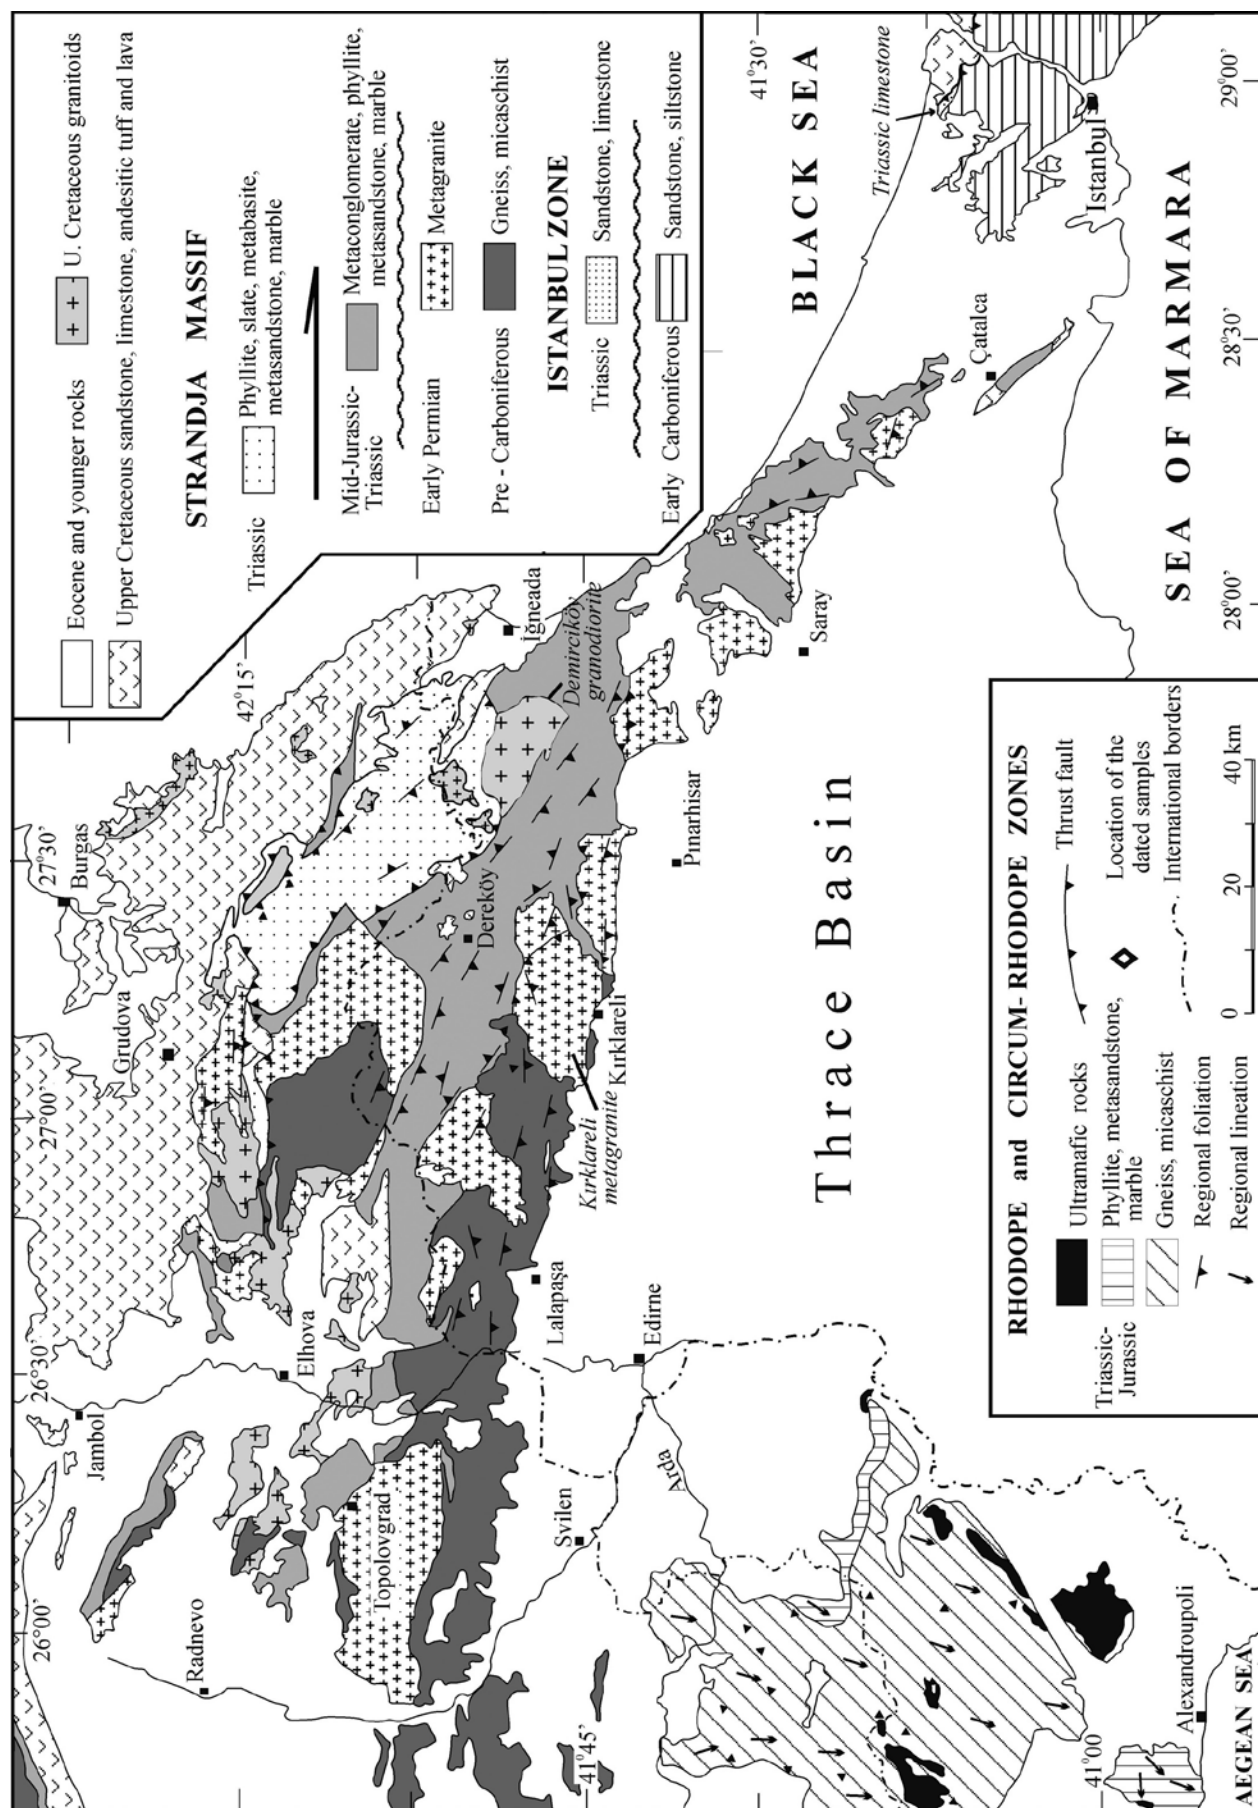 Eocene and younger rocks
U. Cretaceous granitoids
Upper Cretaceous sandstone, limestone, andesitic tuff and lava
STRANDJA MASSIF
Triassic
Phyllite, slate, metabasite,
metasandstone, marble
Mid-Jurassic-
Triassic
Metaconglomerate, phyllite,
metasandstone, marble
Early Permian
Metagranite
Pre - Carboniferous
Gneiss, micaschist
ISTANBUL ZONE
Triassic
Sandstone, limestone
Early Carboniferous
Sandstone, siltstone
26°00'
26°30'
27°00'
27°30'
42°15'
41°30'
Jambol
Radnevo
Elhova
Topolovgrad
Grudova
Burgas
Dereköy
İğneada
Demirciköy
granodiorite
Kırklareli
Kırklareli
metagranite
Lalapaşa
Edirne
Svilen
Arda
Pınarhisar
Saray
Çatalca
Istanbul
Triassic limestone
BLACK SEA
SEA OF MARMARA
Thrace Basin
41°45'
41°00'
28°00'
28°30'
29°00'
Alexandroupoli
AEGEAN SEA
RHODOPE and CIRCUM-RHODOPE ZONES
Ultramafic rocks
Triassic-
Jurassic
Phyllite, metasandstone,
marble
Gneiss, micaschist
Regional foliation
Regional lineation
Thrust fault
Location of the
dated samples
International borders
0
20
40 km